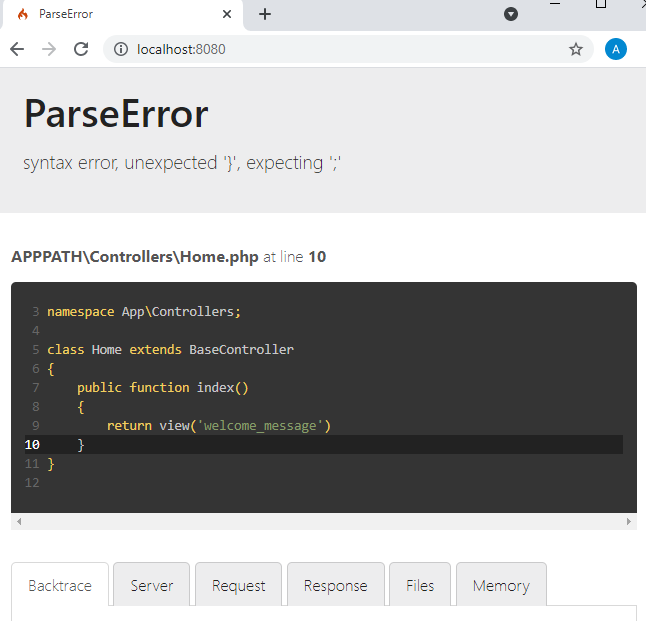 ParseError
localhost:8080
A
ParseError
syntax error, unexpected '}', expecting ';'
APPPATH\Controllers\Home.php at line 10
3 namespace App\Controllers;
4
5 class Home extends BaseController
6 {
7 public function index()
8 {
9 return view('welcome_message')
10 }
11 }
12
Backtrace Server Request Response Files Memory